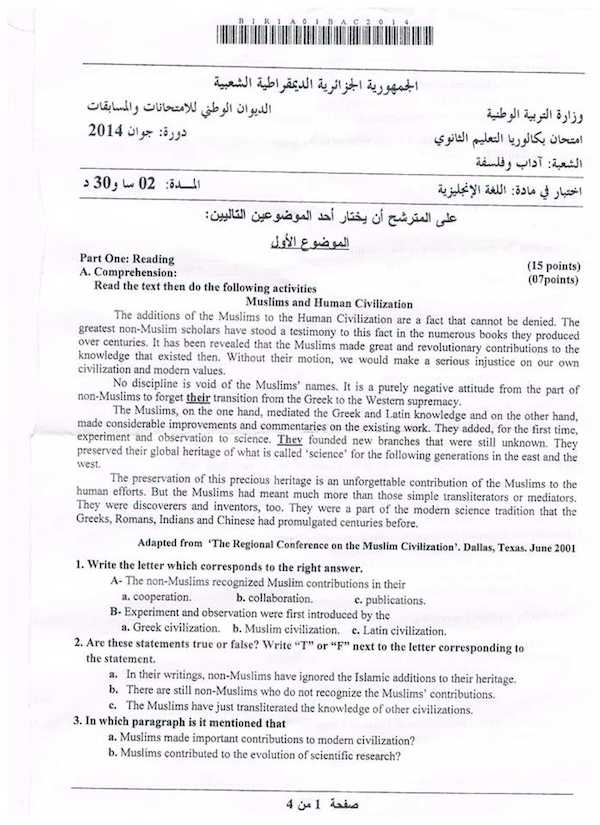 B1R1A01BAC2014
الجمهورية الجزائرية الديمقراطية الشعبية
وزارة التربية الوطنية
الديوان الوطني للامتحانات والمسابقات
امتحان بكالوريا التعليم الثانوي
دورة: جوان 2014
الشعبة: آداب وفلسفة
اختبار في مادة: اللغة الإنجليزية
المدة: 02 سا و30 د
على المترشح أن يختار أحد الموضوعين التاليين:
الموضوع الأول
Part One: Reading (15 points)
A. Comprehension: (07points)
Read the text then do the following activities
Muslims and Human Civilization
The additions of the Muslims to the Human Civilization are a fact that cannot be denied. The
greatest non-Muslim scholars have stood a testimony to this fact in the numerous books they produced
over centuries. It has been revealed that the Muslims made great and revolutionary contributions to the
knowledge that existed then. Without their motion, we would make a serious injustice on our own
civilization and modern values.
No discipline is void of the Muslims' names. It is a purely negative attitude from the part of
non-Muslims to forget their transition from the Greek to the Western supremacy.
The Muslims, on the one hand, mediated the Greek and Latin knowledge and on the other hand,
made considerable improvements and commentaries on the existing work. They added, for the first time,
experiment and observation to science. They founded new branches that were still unknown. They
preserved their global heritage of what is called 'science' for the following generations in the east and the
west.
The preservation of this precious heritage is an unforgettable contribution of the Muslims to the
human efforts. But the Muslims had meant much more than those simple transliterators or mediators.
They were discoverers and inventors, too. They were a part of the modern science tradition that the
Greeks, Romans, Indians and Chinese had promulgated centuries before.
Adapted from 'The Regional Conference on the Muslim Civilization'. Dallas, Texas. June 2001
1. Write the letter which corresponds to the right answer.
A- The non-Muslims recognized Muslim contributions in their
a. cooperation. b. collaboration. c. publications.
B- Experiment and observation were first introduced by the
a. Greek civilization. b. Muslim civilization. c. Latin civilization.
2. Are these statements true or false? Write "T" or "F" next to the letter corresponding to
the statement.
a. In their writings, non-Muslims have ignored the Islamic additions to their heritage.
b. There are still non-Muslims who do not recognize the Muslims' contributions.
c. The Muslims have just transliterated the knowledge of other civilizations.
3. In which paragraph is it mentioned that
a. Muslims made important contributions to modern civilization?
b. Muslims contributed to the evolution of scientific research?
صفحة 1 من 4